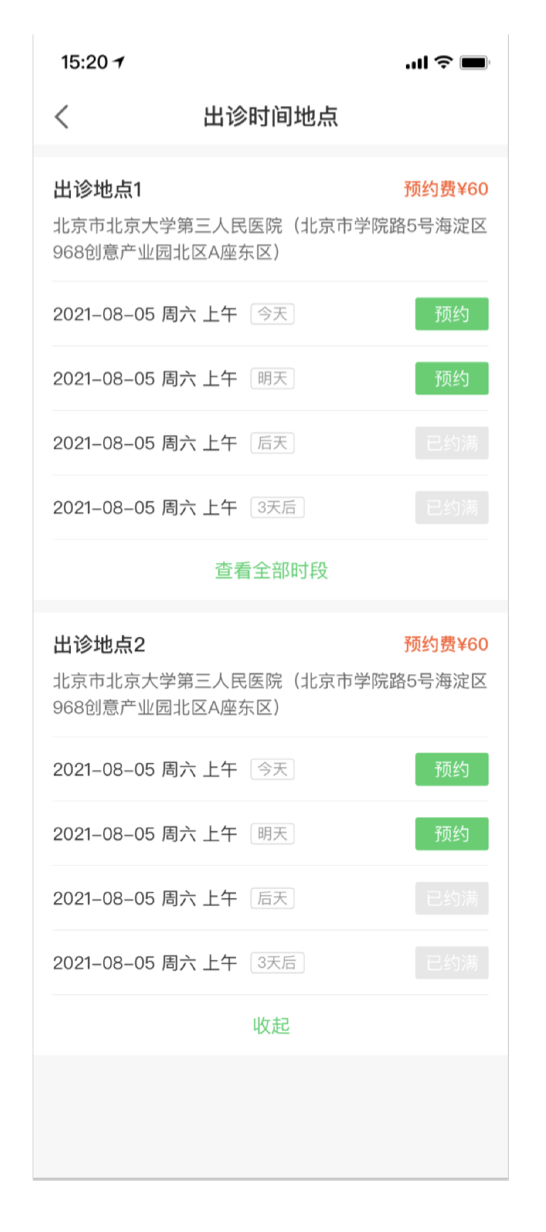 15:20
出诊时间地点
出诊地点1 预约费¥60
北京市北京大学第三人民医院（北京市学院路5号海淀区
968创意产业园北区A座东区）
2021-08-05 周六 上午 今天 预约
2021-08-05 周六 上午 明天 预约
2021-08-05 周六 上午 后天 已约满
2021-08-05 周六 上午 3天后 已约满
查看全部时段
出诊地点2 预约费¥60
北京市北京大学第三人民医院（北京市学院路5号海淀区
968创意产业园北区A座东区）
2021-08-05 周六 上午 今天 预约
2021-08-05 周六 上午 明天 预约
2021-08-05 周六 上午 后天 已约满
2021-08-05 周六 上午 3天后 已约满
收起